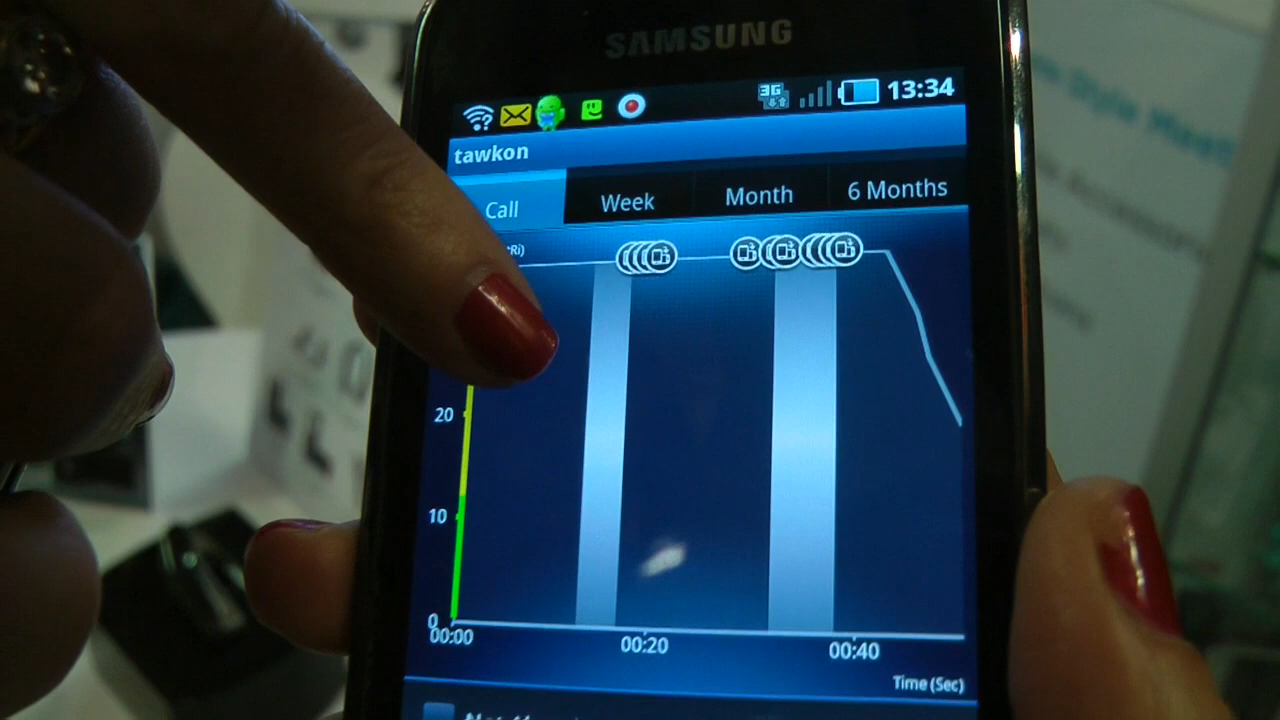 SAMSUNG
3G 13:34
tawkon
Call Week Month 6 Months
20
10
0
00:00 00:20 00:40
Time (Sec)
Style